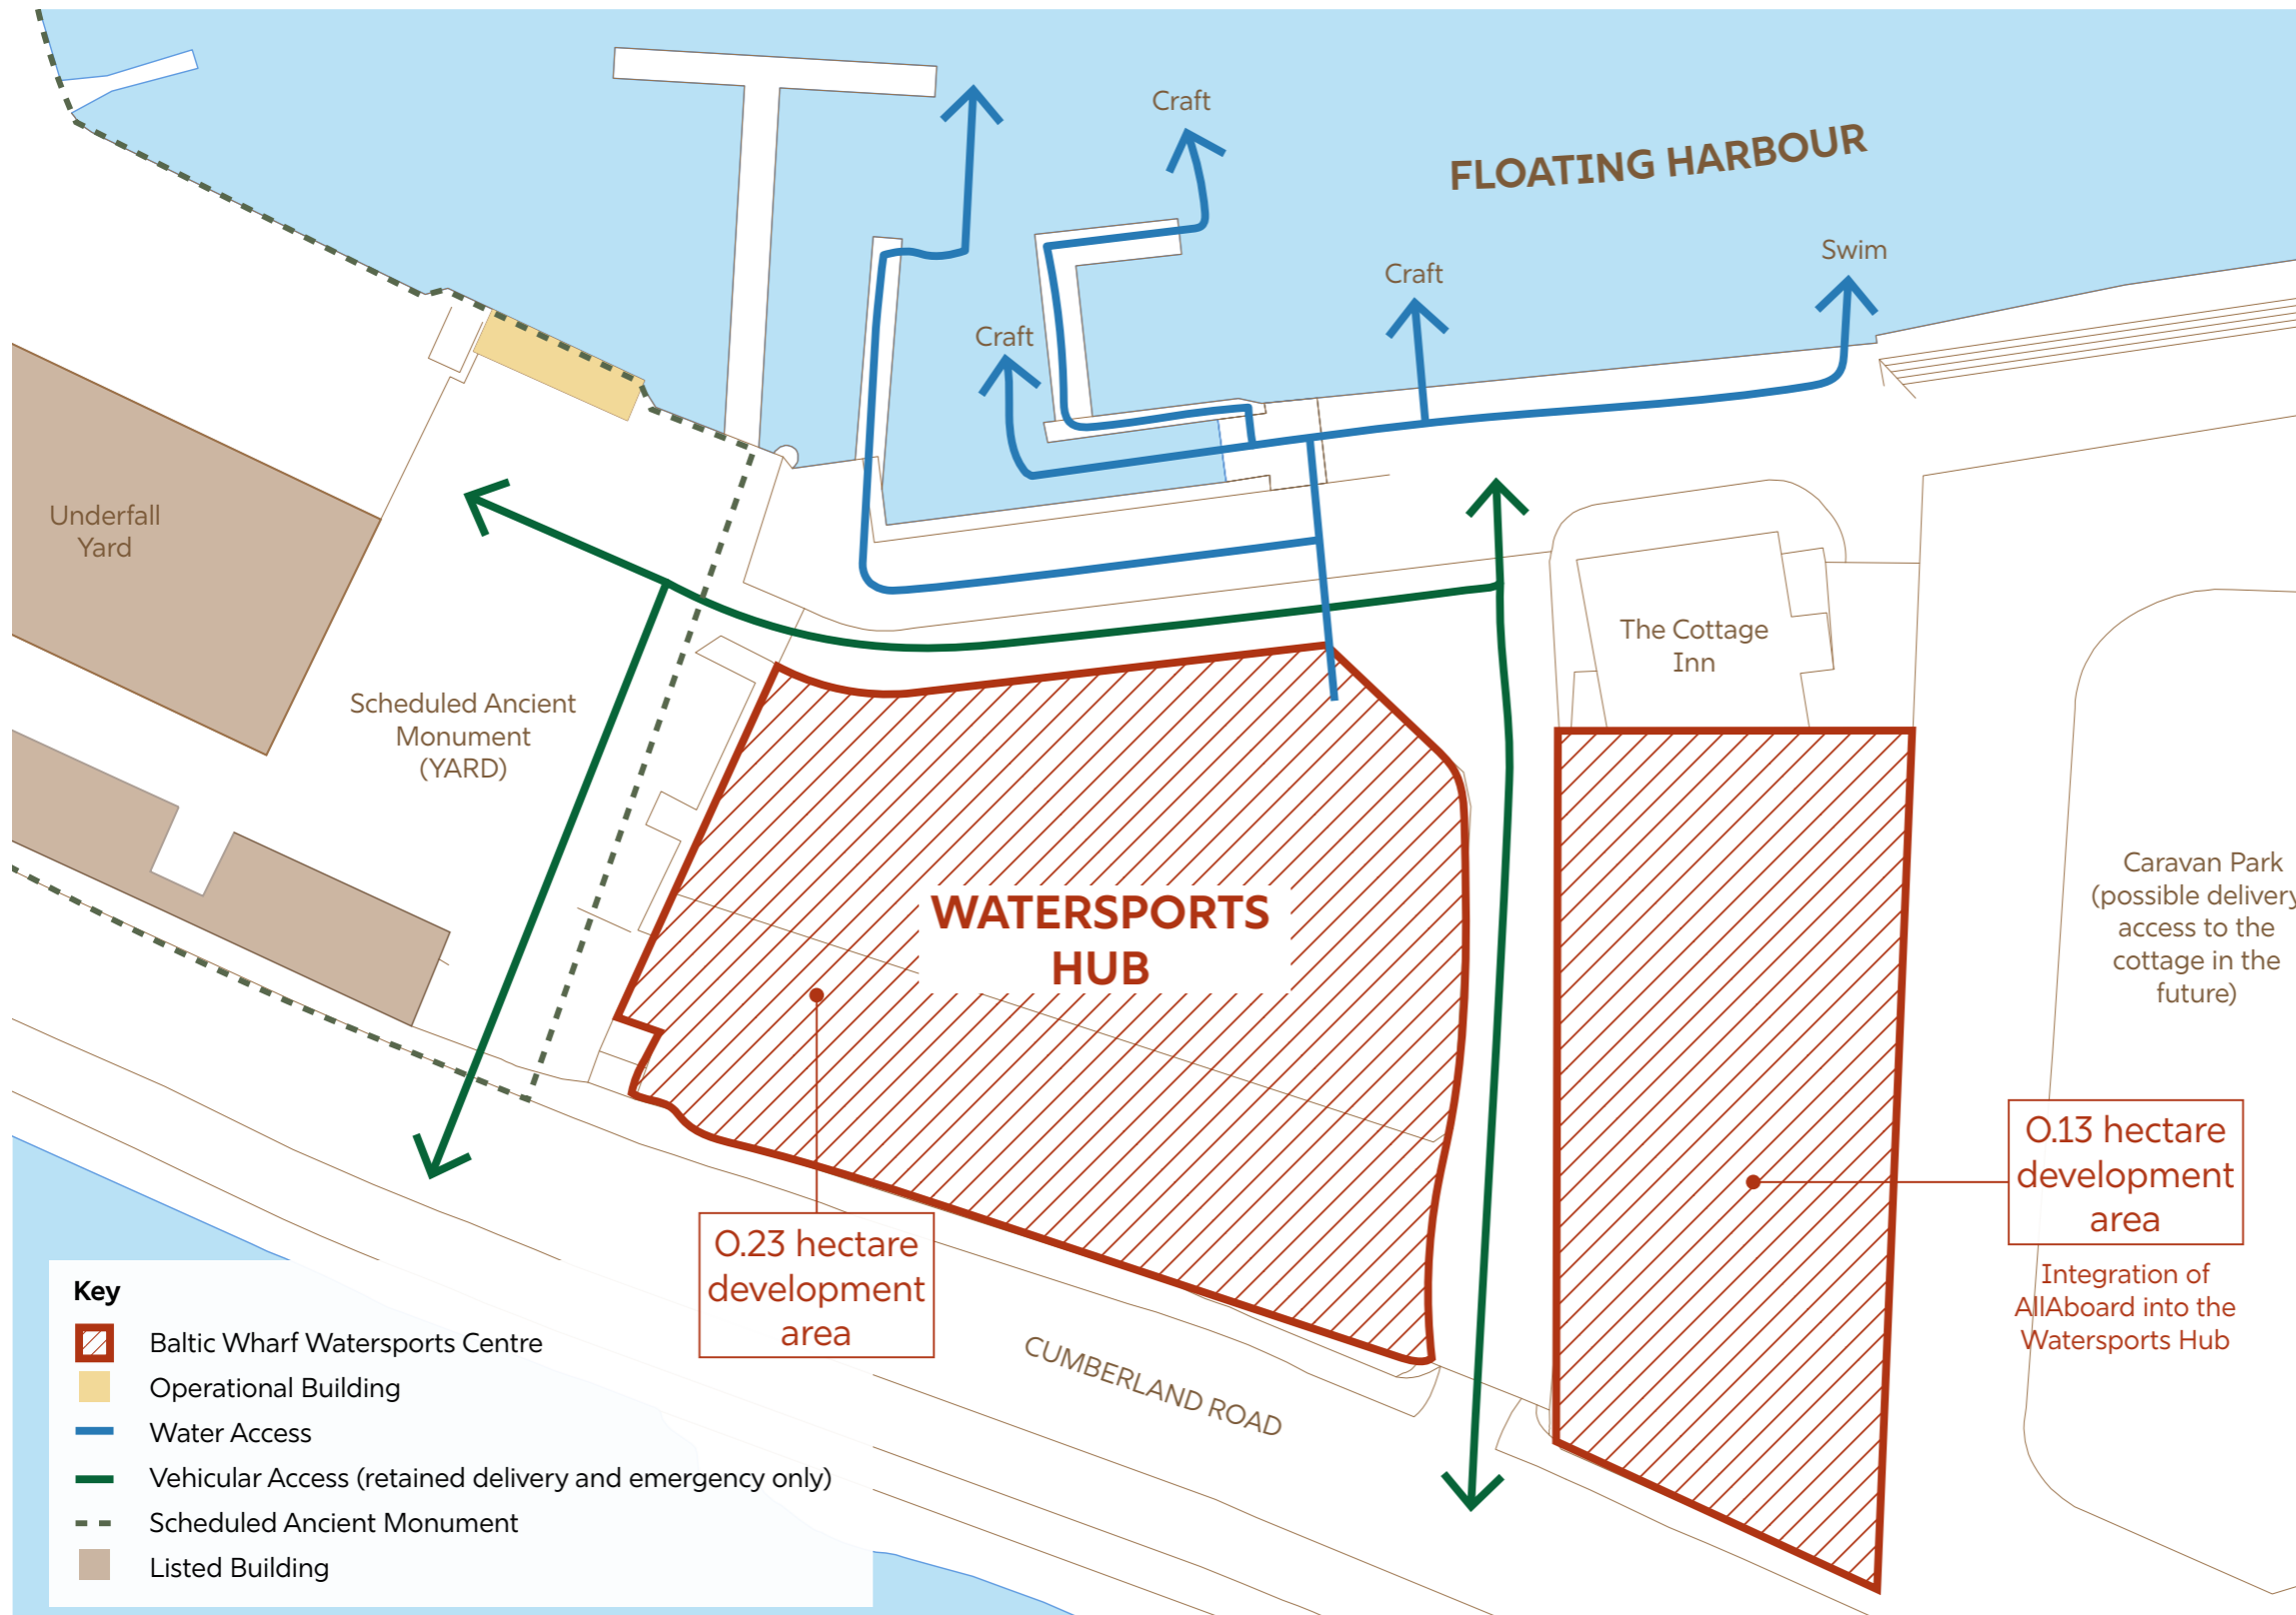 Craft
FLOATING HARBOUR
Swim
Craft
Craft
Underfall
Yard
The Cottage
Inn
Scheduled Ancient
Monument
(YARD)
Caravan Park
(possible delivery
access to the
cottage in the
future)
WATERSPORTS
HUB
0.13 hectare
development
area
Integration of
AllAboard into the
Watersports Hub
0.23 hectare
development
area
CUMBERLAND ROAD
Key
Baltic Wharf Watersports Centre
Operational Building
Water Access
Vehicular Access (retained delivery and emergency only)
Scheduled Ancient Monument
Listed Building